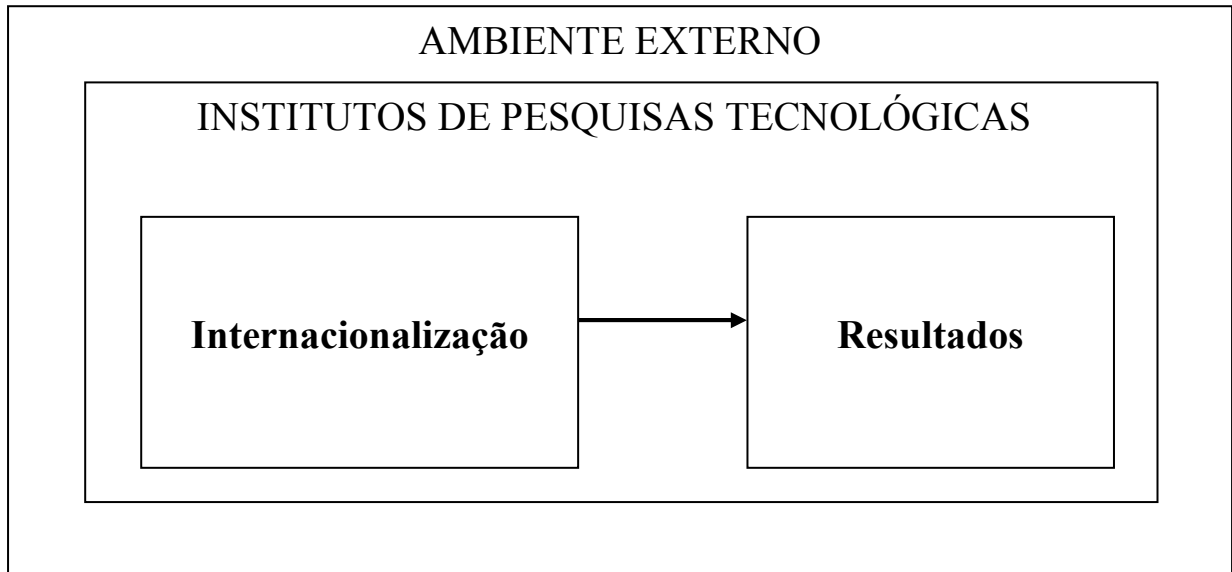 AMBIENTE EXTERNO
INSTITUTOS DE PESQUISAS TECNOLÓGICAS
Internacionalização
Resultados